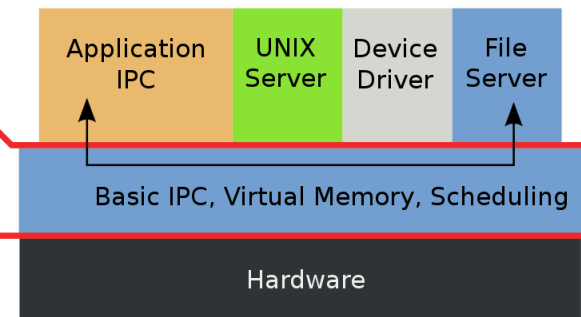 Application
IPC
UNIX
Server
Device
Driver
File
Server
Basic IPC, Virtual Memory, Scheduling
Hardware